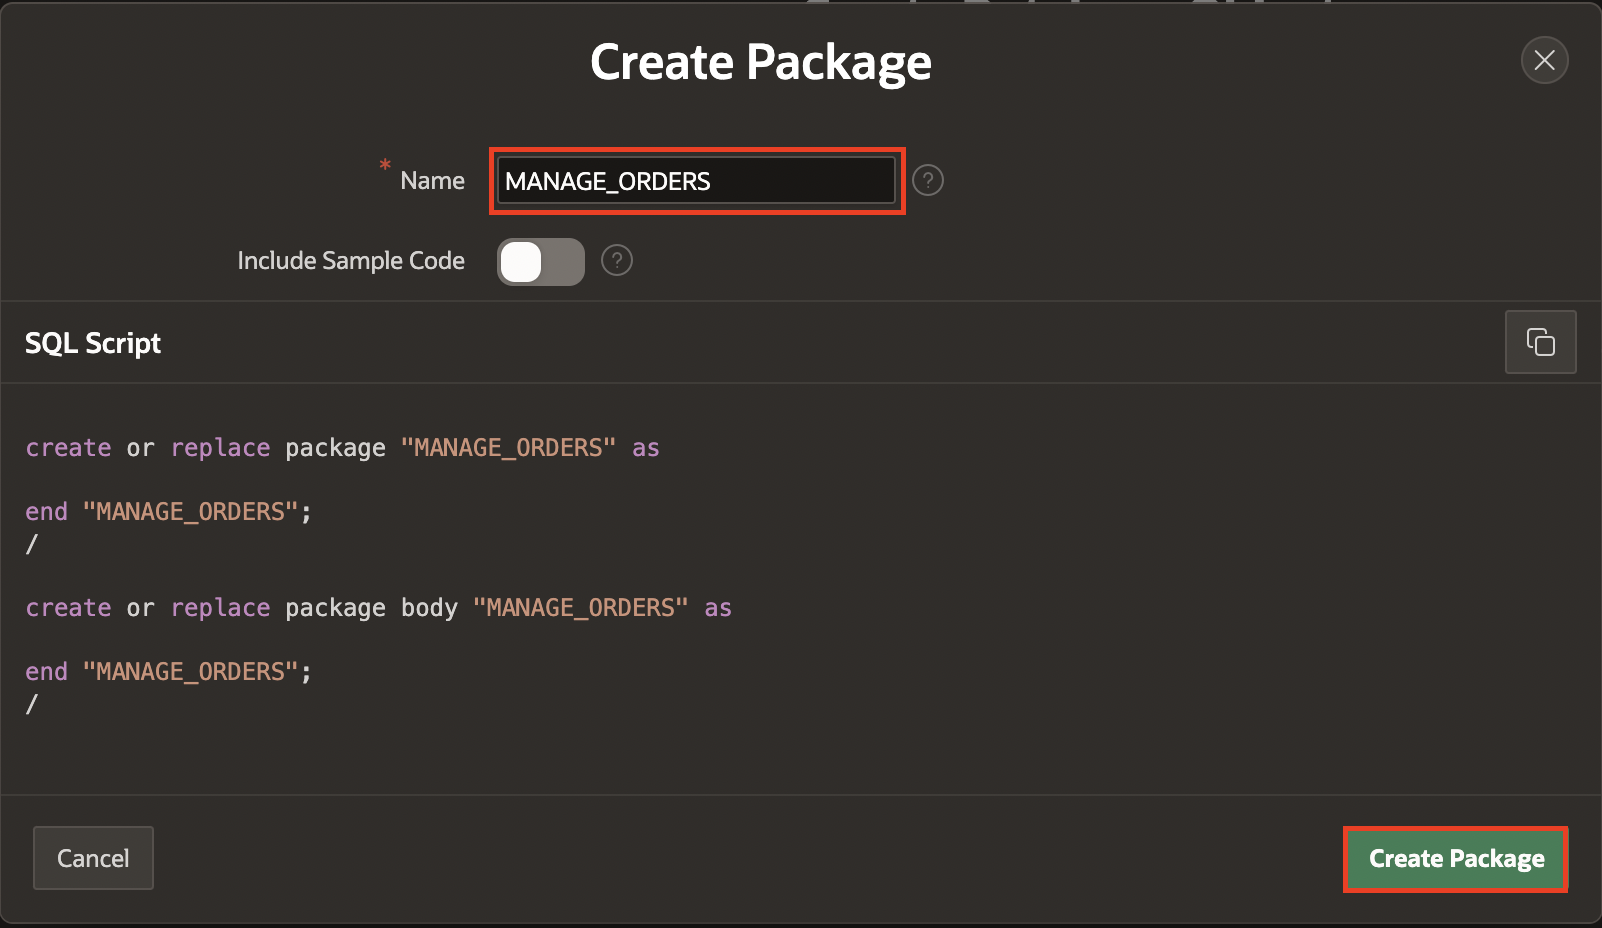 Create Package
* Name
MANAGE_ORDERS
?
Include Sample Code
?
SQL Script
create or replace package "MANAGE_ORDERS" as
end "MANAGE_ORDERS";
/
create or replace package body "MANAGE_ORDERS" as
end "MANAGE_ORDERS";
/
Cancel
Create Package